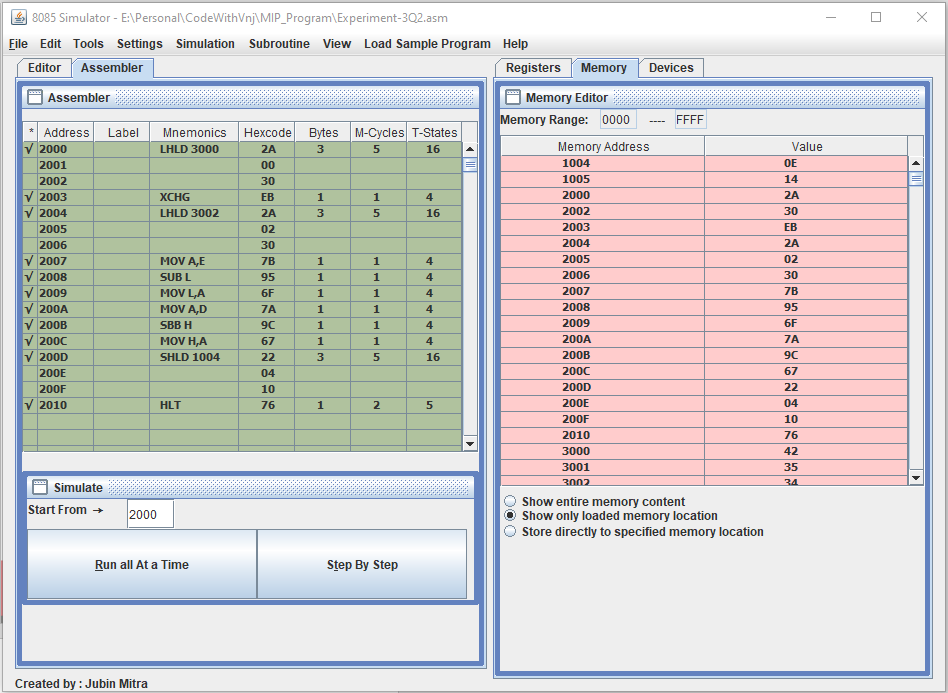 8085 Simulator - E:\Personal\CodeWithVnj\MIP_Program\Experiment-3Q2.asm
File Edit Tools Settings Simulation Subroutine View Load Sample Program Help
Editor Assembler
Assembler
* Address Label Mnemonics Hexcode Bytes M-Cycles T-States
√ 2000 LHLD 3000 2A 3 5 16
2001 00
2002 30
√ 2003 XCHG EB 1 1 4
√ 2004 LHLD 3002 2A 3 5 16
2005 02
2006 30
√ 2007 MOV A,E 7B 1 1 4
√ 2008 SUB L 95 1 1 4
√ 2009 MOV L,A 6F 1 1 4
√ 200A MOV A,D 7A 1 1 4
√ 200B SBB H 9C 1 1 4
√ 200C MOV H,A 67 1 1 4
√ 200D SHLD 1004 22 3 5 16
200E 04
200F 10
√ 2010 HLT 76 1 2 5
Simulate
Start From → 2000
Run all At a Time Step By Step
Created by : Jubin Mitra
Registers Memory Devices
Memory Editor
Memory Range: 0000 ---- FFFF
Memory Address Value
1004 0E
1005 14
2000 2A
2002 30
2003 EB
2004 2A
2005 02
2006 30
2007 7B
2008 95
2009 6F
200A 7A
200B 9C
200C 67
200D 22
200E 04
200F 10
2010 76
3000 42
3001 35
3002 34
Show entire memory content
Show only loaded memory location
Store directly to specified memory location